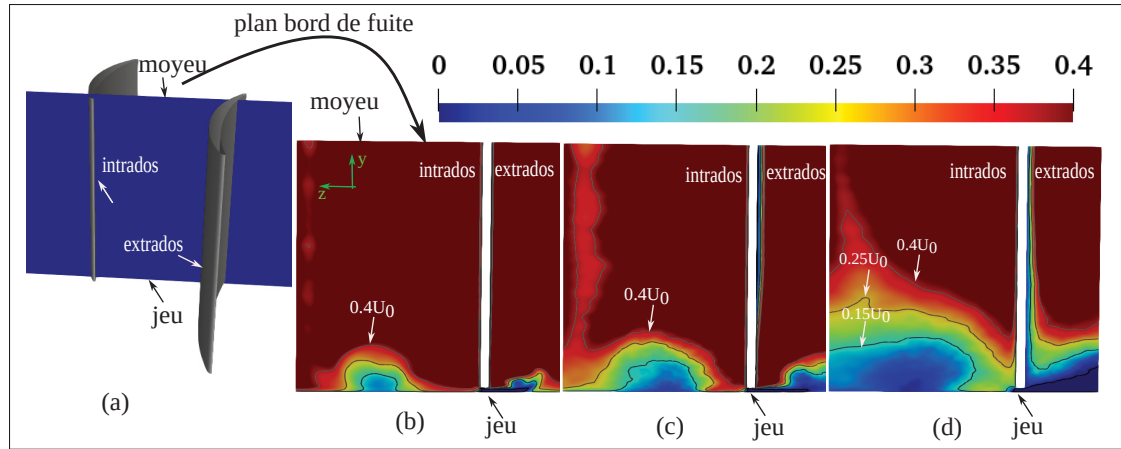 plan bord de fuite
moyeu
intrados
extrados
jeu
(a)
0 0.05 0.1 0.15 0.2 0.25 0.3 0.35 0.4
moyeu
y
z
intrados extrados
0.4U0
jeu
(b)
intrados extrados
0.4U0
jeu
(c)
intrados extrados
0.25U0
0.4U0
0.15U0
jeu
(d)